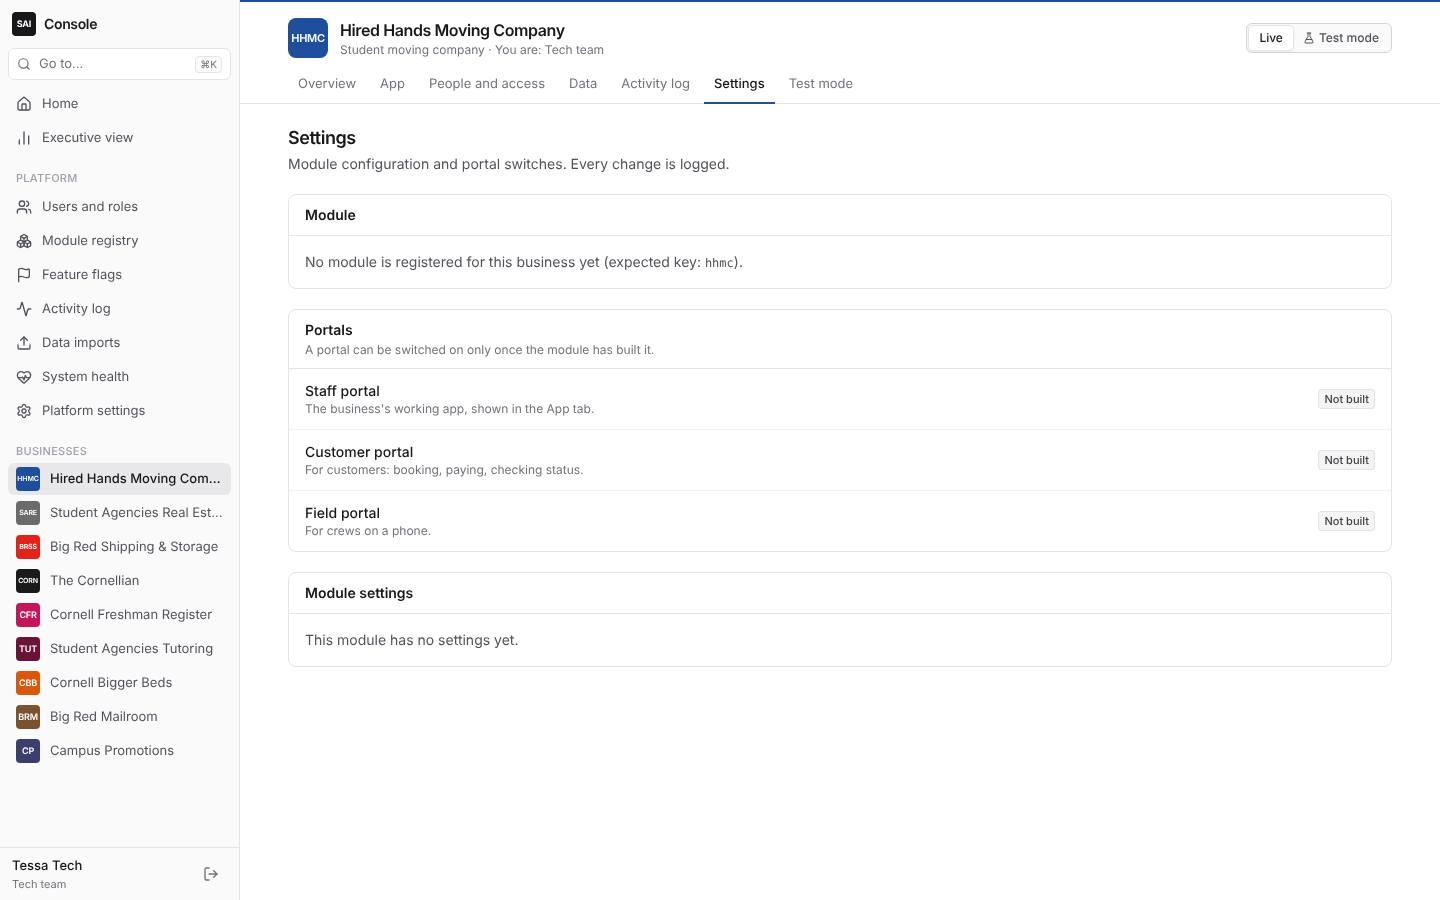 SAI Console
Go to... ⌘K
Home
Executive view
PLATFORM
Users and roles
Module registry
Feature flags
Activity log
Data imports
System health
Platform settings
BUSINESSES
HHMC Hired Hands Moving Com...
SARE Student Agencies Real Est...
BRSS Big Red Shipping & Storage
CORN The Cornellian
CFR Cornell Freshman Register
TUT Student Agencies Tutoring
CBB Cornell Bigger Beds
BRM Big Red Mailroom
CP Campus Promotions
Tessa Tech
Tech team
HHMC Hired Hands Moving Company
Student moving company · You are: Tech team
Live Test mode
Overview App People and access Data Activity log Settings Test mode
Settings
Module configuration and portal switches. Every change is logged.
Module
No module is registered for this business yet (expected key: hhmc).
Portals
A portal can be switched on only once the module has built it.
Staff portal
The business's working app, shown in the App tab.
Not built
Customer portal
For customers: booking, paying, checking status.
Not built
Field portal
For crews on a phone.
Not built
Module settings
This module has no settings yet.